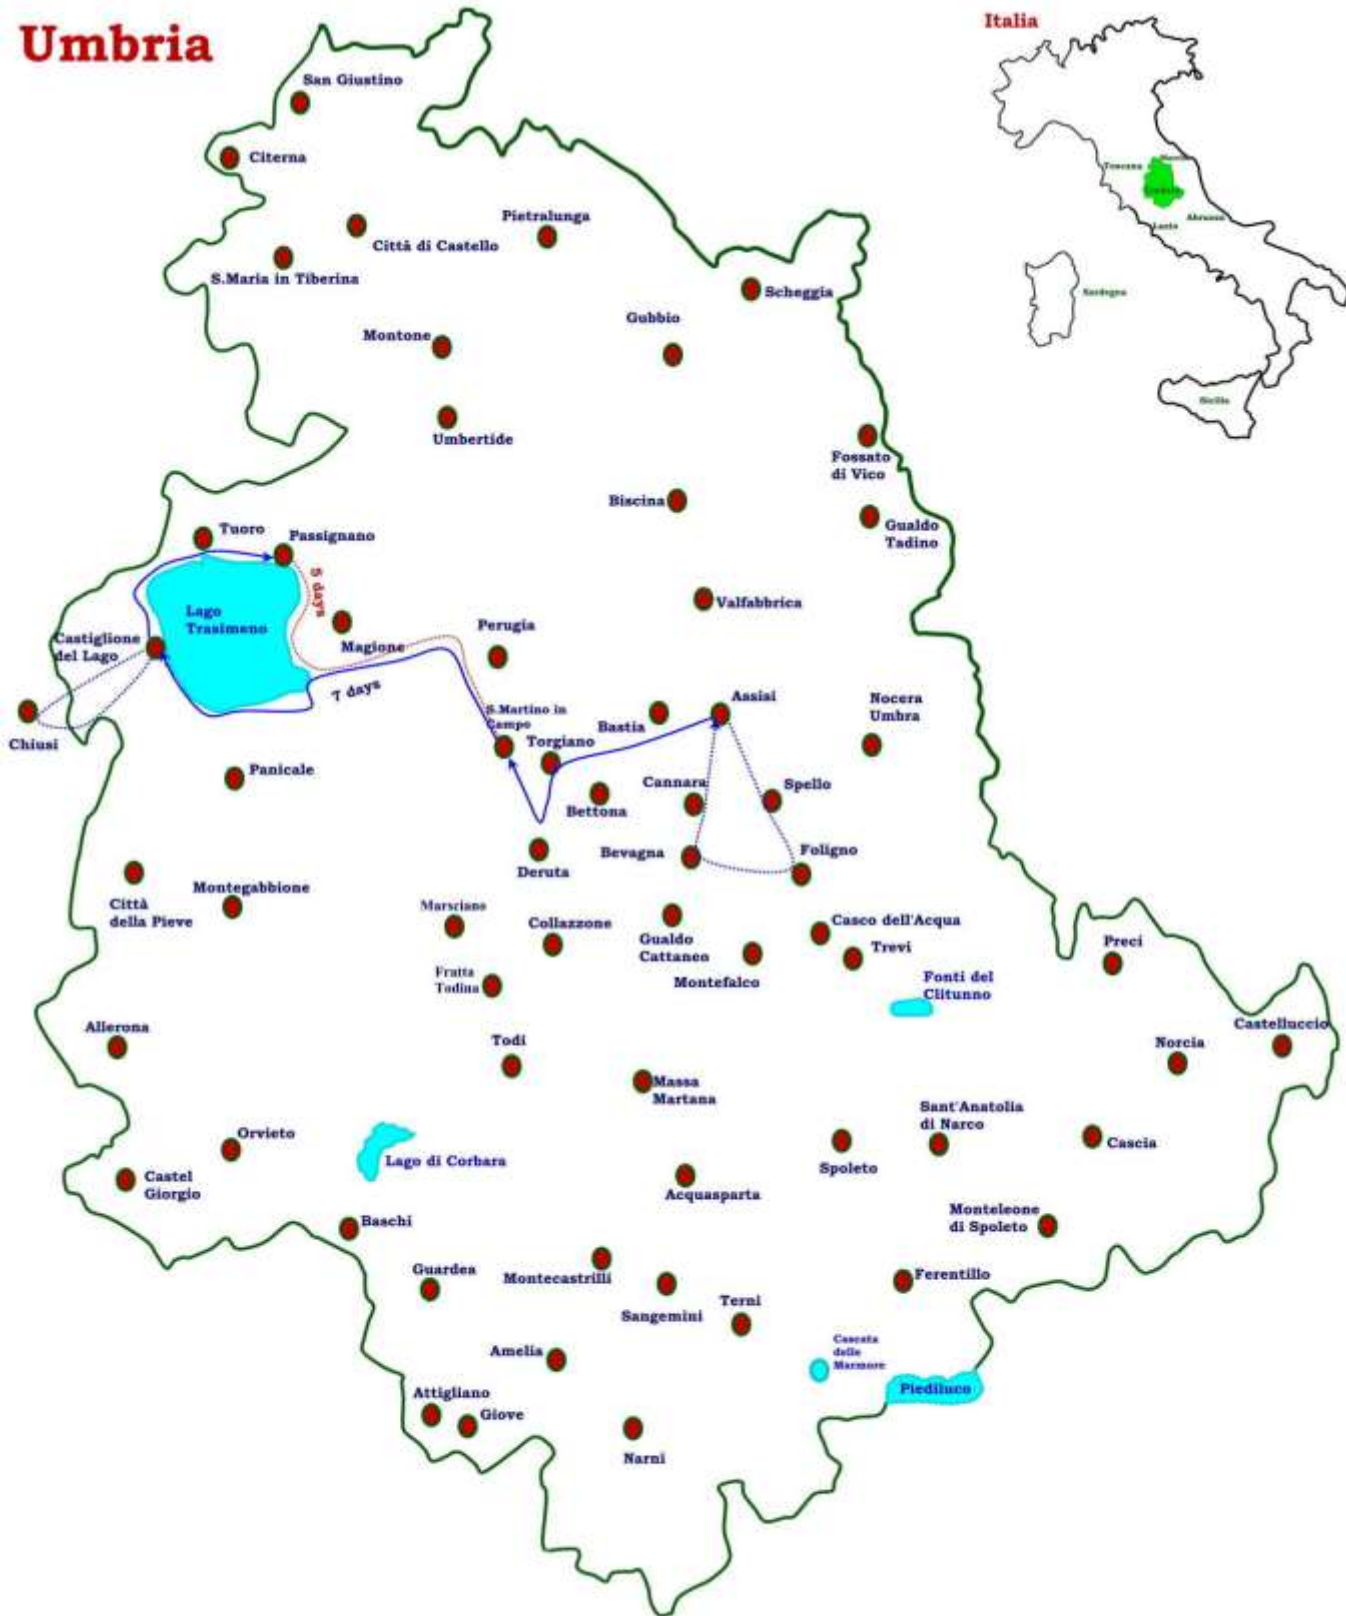 Umbria
Italia
San Giustino
Citerna
Pietralunga
Città di Castello
S.Maria in Tiberina
Toscana
Abruzzo
Sardegna
Sicilia
Scheggia
Gubbio
Montone
Umbertide
Fossato
di Vico
Biscina
Gualdo
Tadino
Tuoro
Passignano
5 days
Lago
Trasimeno
Valfabbrica
Castiglione
del Lago
Magione
Perugia
7 days
Assisi
Nocera
Umbra
S.Martino in
Campo
Bastia
Chiusi
Torgiano
Panicale
Cannara
Spello
Bettona
Bevagna
Foligno
Deruta
Montegabbione
Città
della Pieve
Marsciano
Collazzone
Gualdo
Cattaneo
Casco dell'Acqua
Trevi
Preci
Montefalco
Fratta
Todina
Fonti del
Clitunno
Allerona
Todi
Castelluccio
Norcia
Massa
Martana
Sant'Anatolia
di Narco
Orvieto
Cascia
Lago di Corbara
Spoleto
Castel
Giorgio
Acquasparta
Baschi
Monteleone
di Spoleto
Guardea
Montecastrilli
Ferentillo
Sangemini
Terni
Amelia
Cascata
delle
Marmore
Piediluco
Attigliano
Giove
Narni